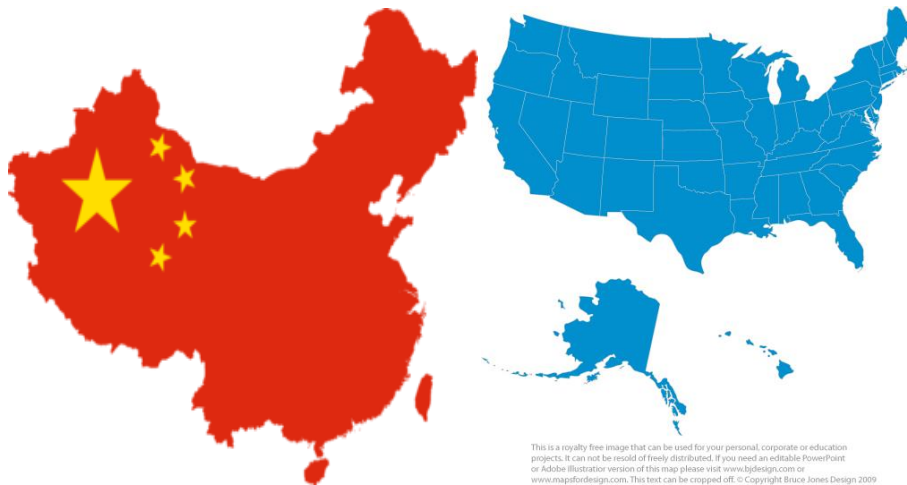 This is a royalty free image that can be used for your personal, corporate or education
projects. It can not be resold of freely distributed. If you need an editable PowerPoint
or Adobe Illustratior version of this map please visit www.bjdesign.com or
www.mapsfordesign.com. This text can be cropped off. © Copyright Bruce Jones Design 2009